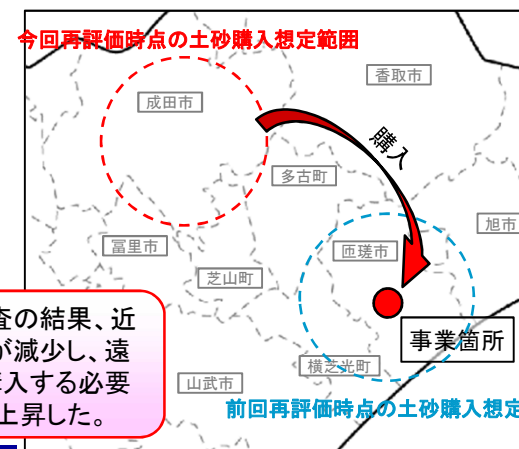 今回再評価時点の土砂購入想定範囲
香取市
成田市
購入
多古町
旭市
富里市
匝瑳市
芝山町
査の結果、近
が減少し、遠
購入する必要
上昇した。
事業箇所
横芝光町
山武市
前回再評価時点の土砂購入想定